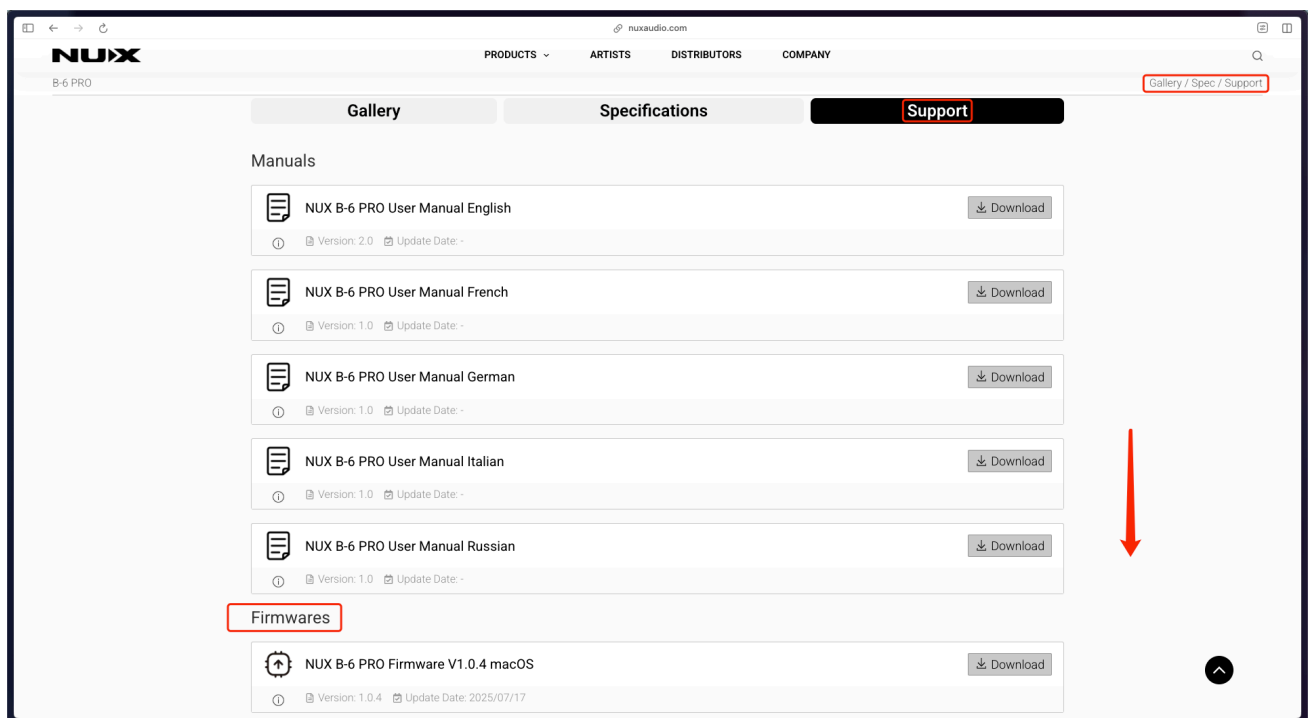 nuxaudio.com
NUX PRODUCTS ARTISTS DISTRIBUTORS COMPANY
B-6 PRO Gallery / Spec / Support
Gallery Specifications Support
Manuals
NUX B-6 PRO User Manual English Download
Version: 2.0 Update Date: -
NUX B-6 PRO User Manual French Download
Version: 1.0 Update Date: -
NUX B-6 PRO User Manual German Download
Version: 1.0 Update Date: -
NUX B-6 PRO User Manual Italian Download
Version: 1.0 Update Date: -
NUX B-6 PRO User Manual Russian Download
Version: 1.0 Update Date: -
Firmwares
NUX B-6 PRO Firmware V1.0.4 macOS Download
Version: 1.0.4 Update Date: 2025/07/17